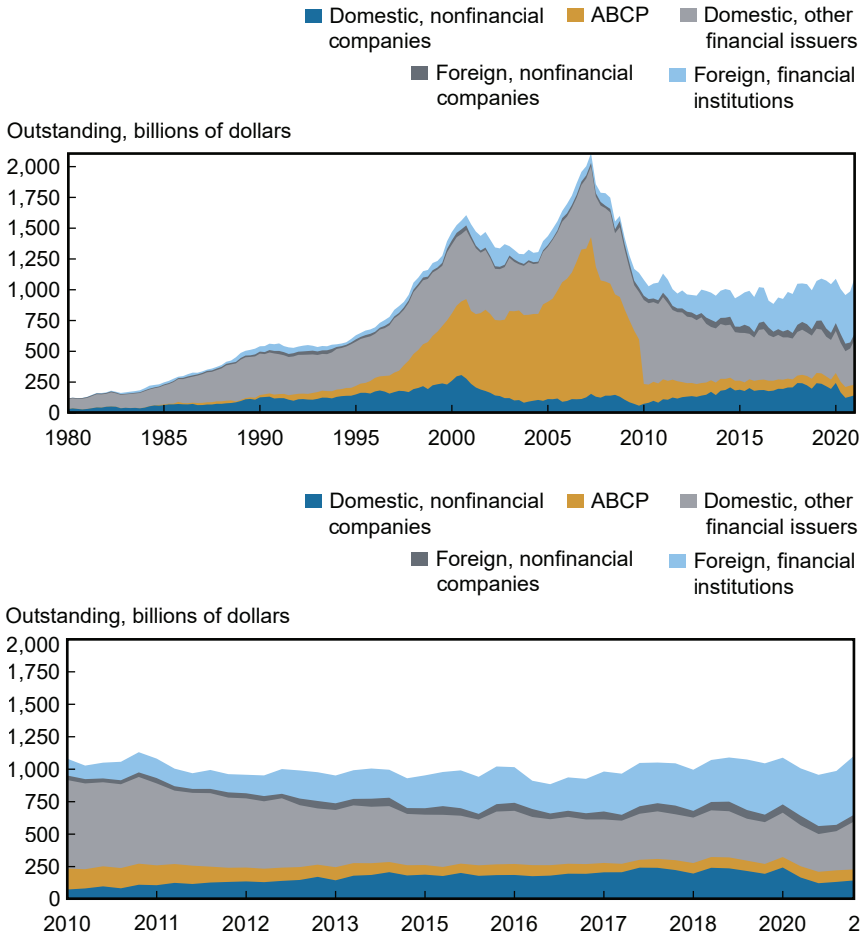 Domestic, nonfinancial companies
ABCP
Domestic, other financial issuers
Foreign, nonfinancial companies
Foreign, financial institutions
Outstanding, billions of dollars
2,000
1,750
1,500
1,250
1,000
750
500
250
0
1980 1985 1990 1995 2000 2005 2010 2015 2020
Domestic, nonfinancial companies
ABCP
Domestic, other financial issuers
Foreign, nonfinancial companies
Foreign, financial institutions
Outstanding, billions of dollars
2,000
1,750
1,500
1,250
1,000
750
500
250
0
2010 2011 2012 2013 2015 2016 2017 2018 2020 2